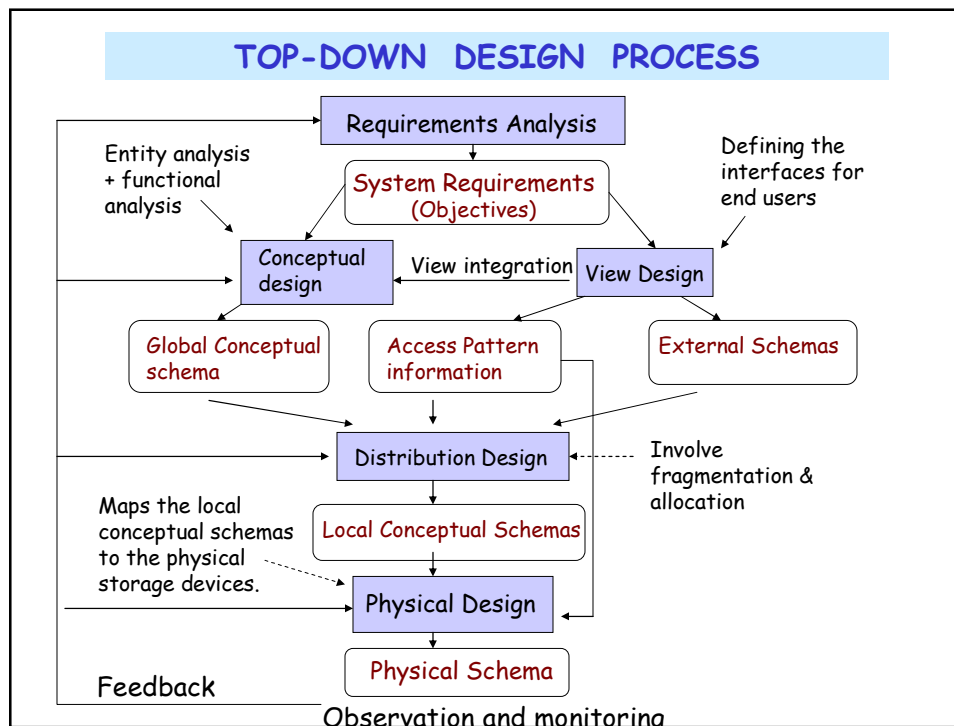 TOP-DOWN DESIGN PROCESS
Requirements Analysis
Entity analysis
+ functional
analysis
System Requirements
(Objectives)
Defining the
interfaces for
end users
Conceptual
design
View integration
View Design
Global Conceptual
schema
Access Pattern
information
External Schemas
Distribution Design
Involve
fragmentation &
allocation
Maps the local
conceptual schemas
to the physical
storage devices.
Local Conceptual Schemas
Physical Design
Physical Schema
Feedback
Observation and monitoring